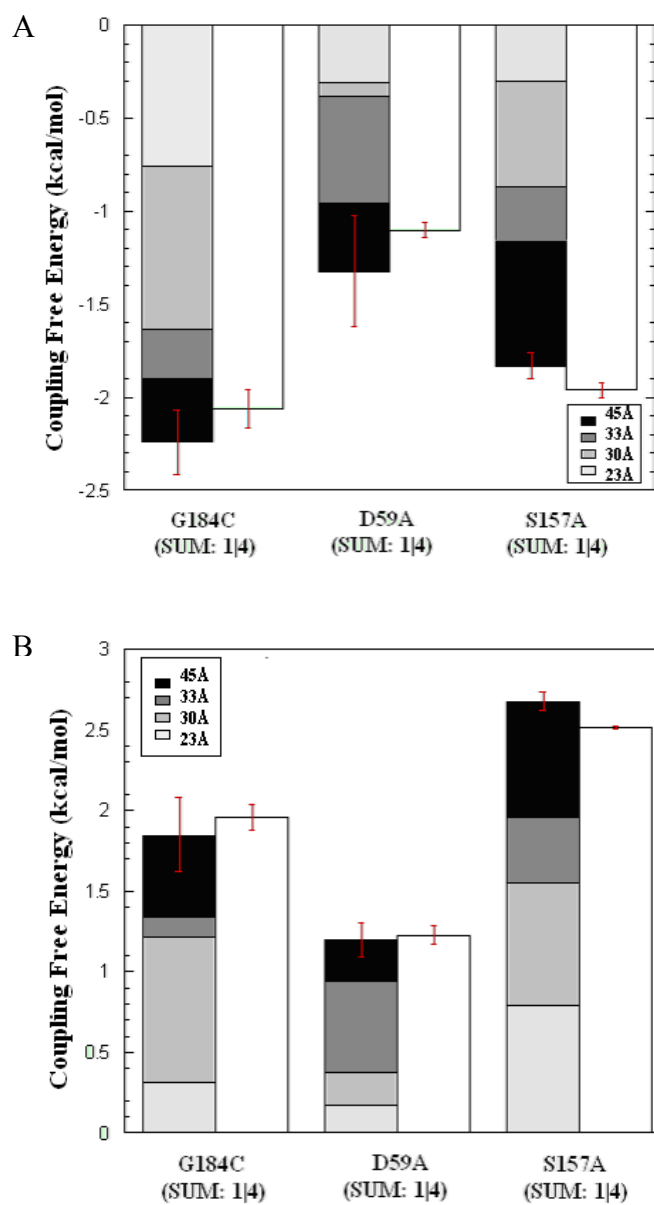 A
Coupling Free Energy (kcal/mol)
0
-0.5
-1
-1.5
-2
-2.5
45Å
33Å
30Å
23Å
G184C
(SUM: 1|4)
D59A
(SUM: 1|4)
S157A
(SUM: 1|4)
B
Coupling Free Energy (kcal/mol)
3
2.5
2
1.5
1
0.5
0
45Å
33Å
30Å
23Å
G184C
(SUM: 1|4)
D59A
(SUM: 1|4)
S157A
(SUM: 1|4)